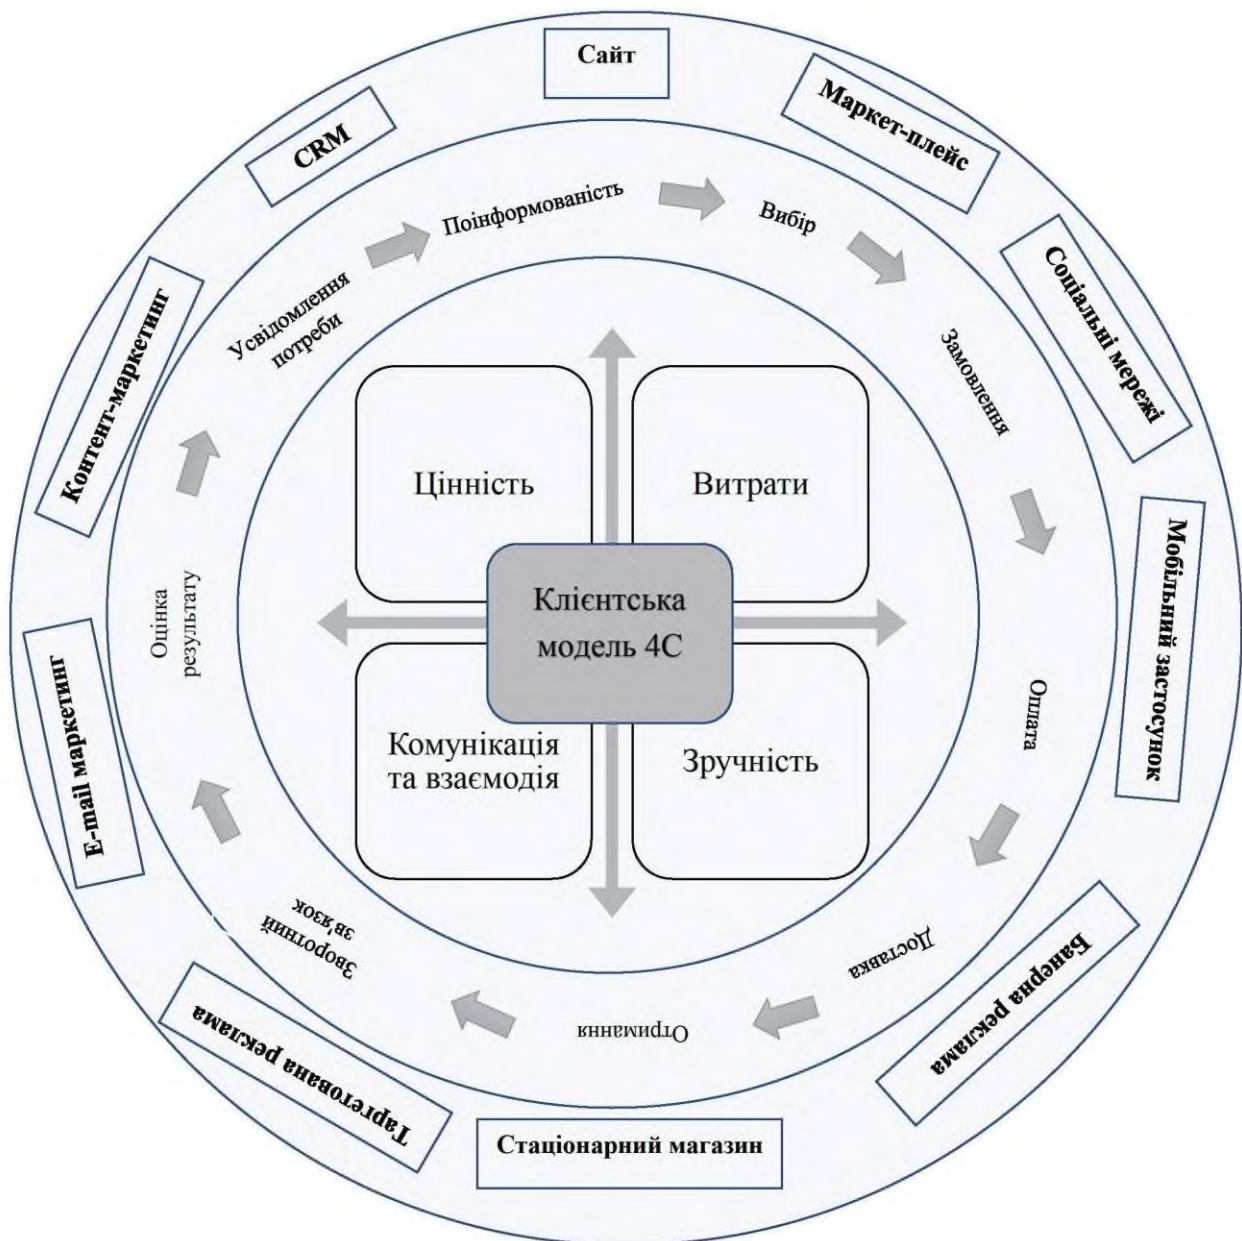 Сайт
Маркет-плейс
Соціальні мережі
Мобільний застосунок
Банерна реклама
Стаціонарний магазин
Таргетована реклама
E-mail маркетинг
Контент-маркетинг
CRM
Усвідомлення
потреби
Поінформованість
Вибір
Замовлення
Оплата
Доставка
Отримання
Зворотний
зв'язок
Оцінка
результату
Цінність
Витрати
Клієнтська
модель 4С
Комунікація
та взаємодія
Зручність